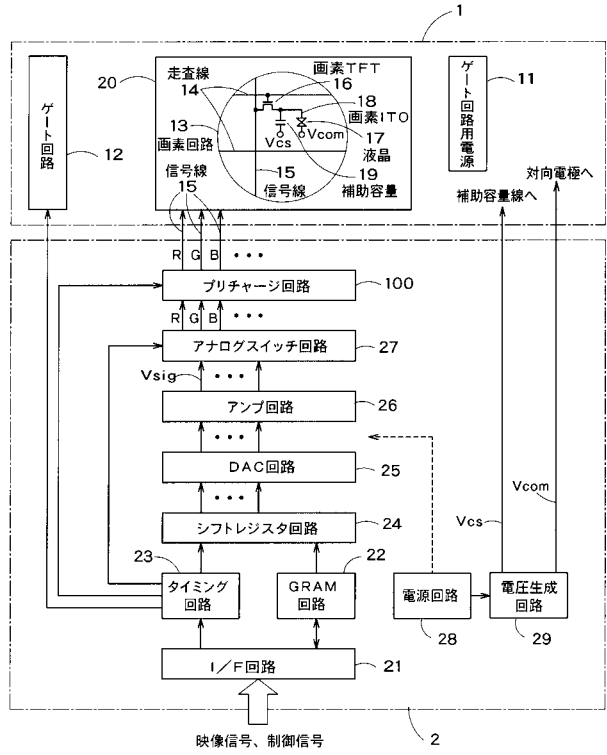 1
20
走査線
14
画素TFT
16
18
画素ITO
13
画素回路
Vcs
Vcom
17
液晶
19
補助容量
15
信号線
信号線
15
ゲート回路
12
ゲート回路用電源
11
補助容量線へ
対向電極へ
R G B •••
プリチャージ回路
100
R G B •••
アナログスイッチ回路
27
Vsig
•••
アンプ回路
26
•••
DAC回路
25
•••
シフトレジスタ回路
24
Vcs
Vcom
23
タイミング
回路
22
GRAM
回路
電源回路
28
電圧生成
回路
29
I/F回路
21
映像信号、制御信号
2